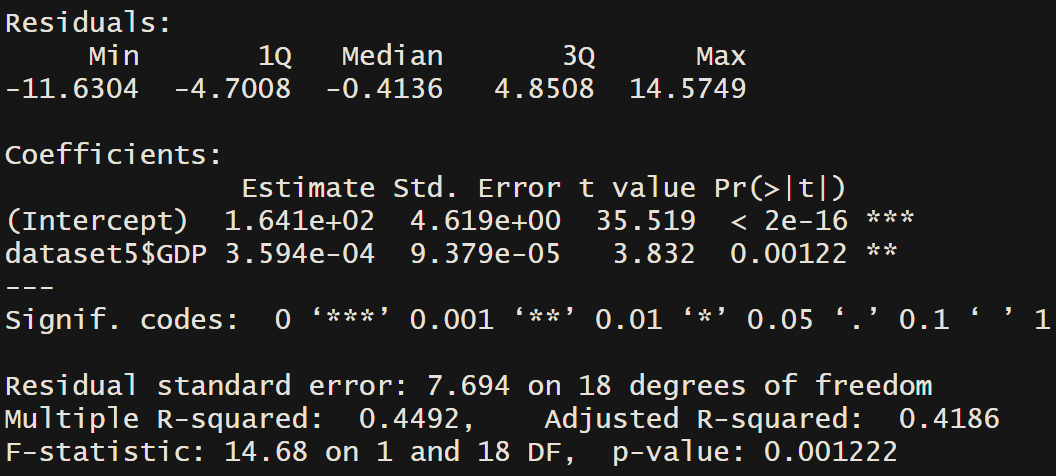 Residuals:
     Min       1Q   Median       3Q      Max
-11.6304  -4.7008  -0.4136   4.8508  14.5749

Coefficients:
              Estimate Std. Error t value Pr(>|t|)
(Intercept)  1.641e+02  4.619e+00  35.519  < 2e-16 ***
dataset5$GDP 3.594e-04  9.379e-05   3.832  0.00122 **
---
Signif. codes:  0 ‘***’ 0.001 ‘**’ 0.01 ‘*’ 0.05 ‘.’ 0.1 ‘ ’ 1

Residual standard error: 7.694 on 18 degrees of freedom
Multiple R-squared:  0.4492,    Adjusted R-squared:  0.4186
F-statistic: 14.68 on 1 and 18 DF,  p-value: 0.001222